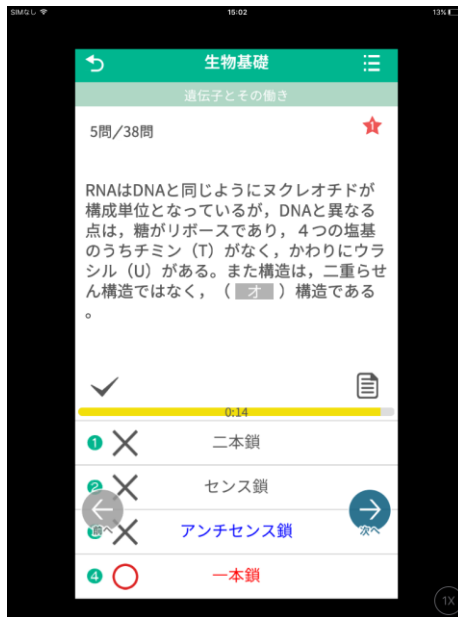 SIMなし 15:02 13%
生物基礎
遺伝子とその働き
5問/38問 1
RNAはDNAと同じようにヌクレオチドが
構成単位となっているが，DNAと異なる
点は，糖がリボースであり，４つの塩基
のうちチミン（T）がなく，かわりにウラ
シル（U）がある。また構造は，二重らせ
ん構造ではなく，（ オ ）構造である
。
0:14
1 二本鎖
2 センス鎖
前へ アンチセンス鎖 次へ
4 一本鎖
1X